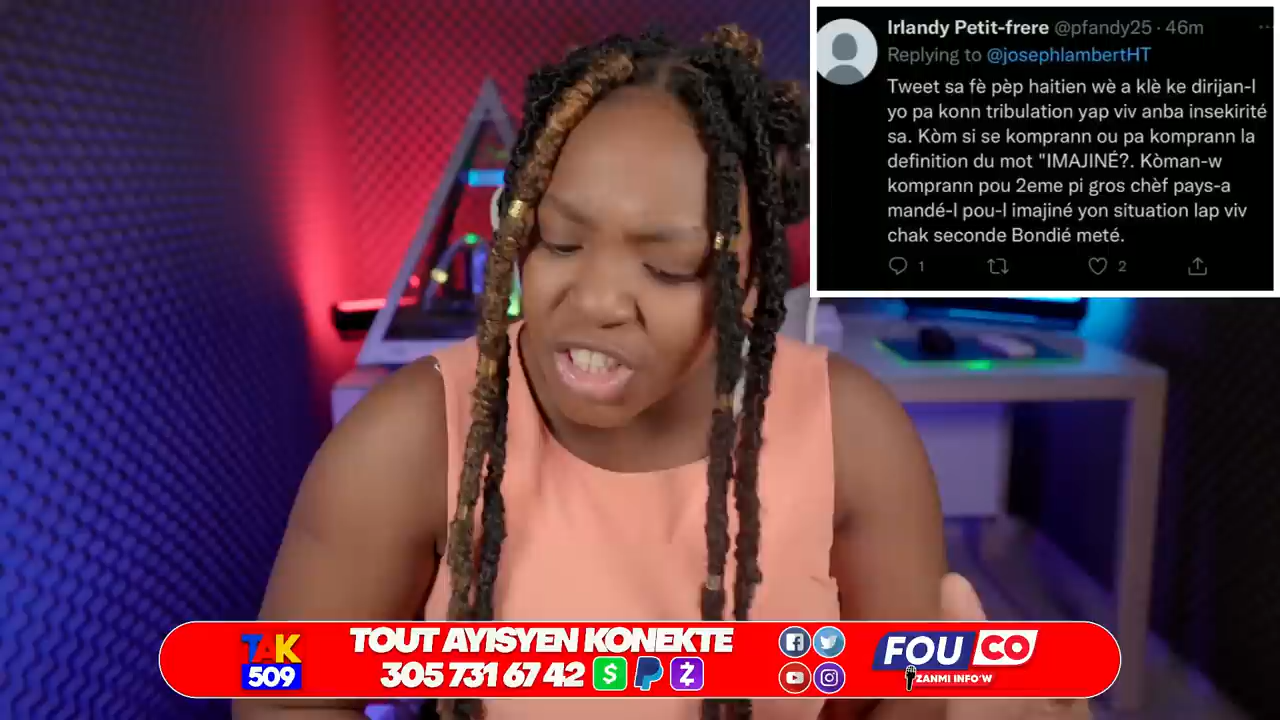 Irlandy Petit-frere @pfandy25 · 46m
Replying to @josephlambertHT
Tweet sa fè pèp haitien wè a klè ke dirijan-l
yo pa konn tribulation yap viv anba insekirité
sa. Kòm si se komprann ou pa komprann la
definition du mot "IMAJINÉ?. Kòman-w
komprann pou 2eme pi gros chèf pays-a
mandé-l pou-l imajiné yon situation lap viv
chak seconde Bondié meté.
1 2
TAK
509
TOUT AYISYEN KONEKTE
305 731 67 42
FOU CO
ZANMI INFO'W